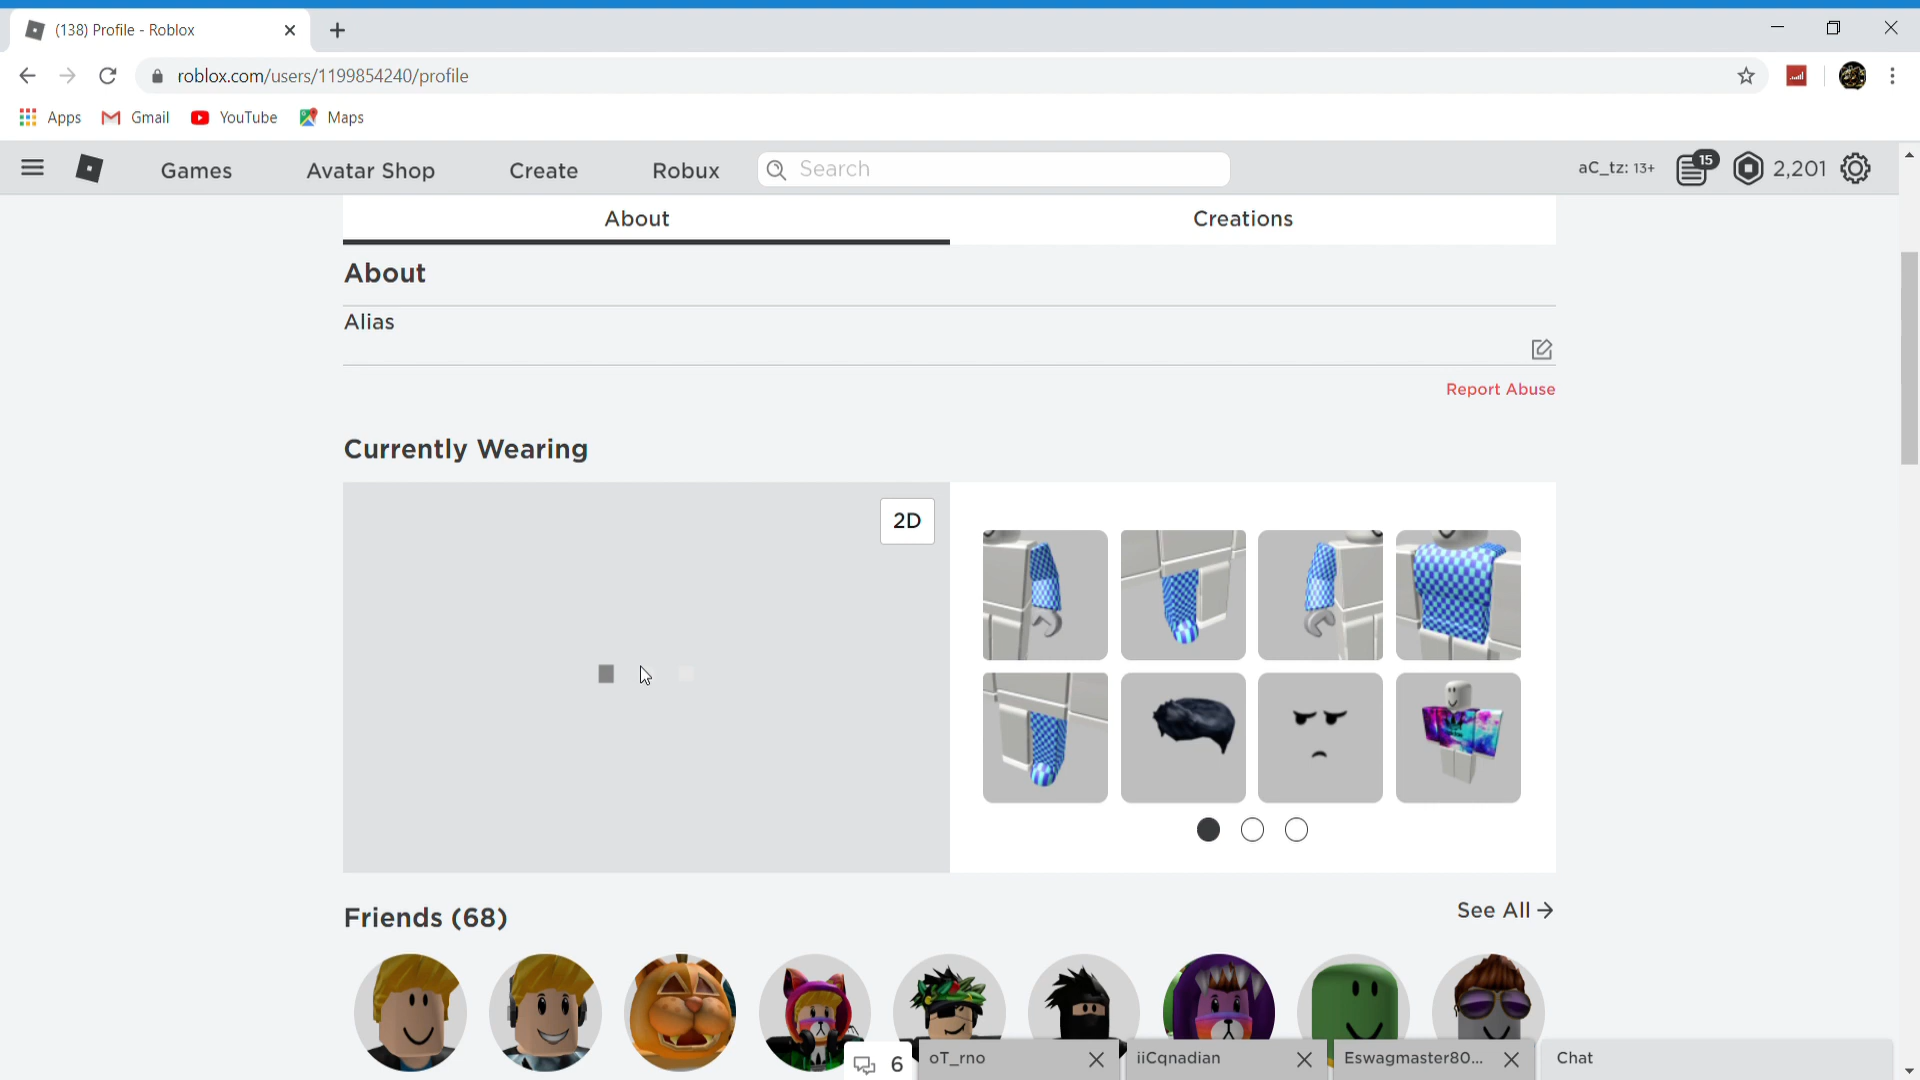 (138) Profile - Roblox
roblox.com/users/1199854240/profile
Apps Gmail YouTube Maps
Games Avatar Shop Create Robux Search aC_tz: 13+ 15 2,201
About Creations
About
Alias
Report Abuse
Currently Wearing
2D
Friends (68)
See All
6 oT_rno iiCqnadian Eswagmaster80... Chat